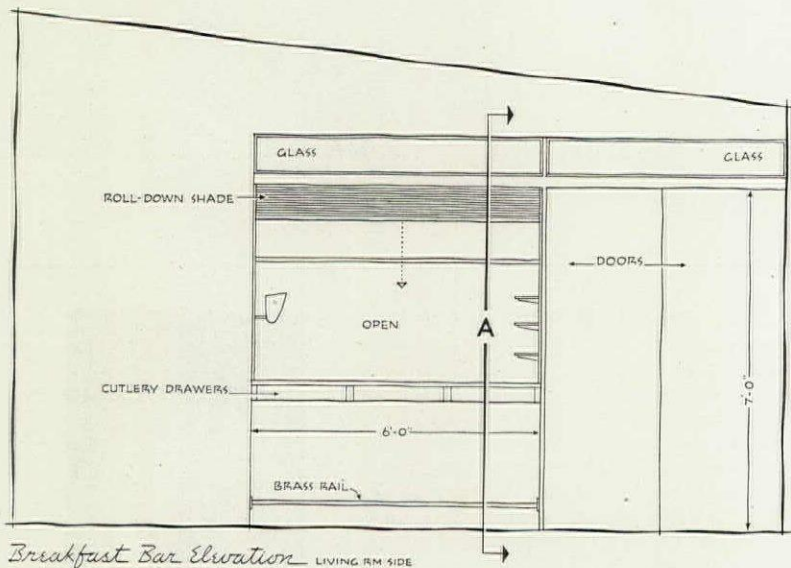 GLASS
GLASS
ROLL-DOWN SHADE
DOORS
OPEN
A
CUTLERY DRAWERS
7'-0"
6'-0"
BRASS RAIL
Breakfast Bar Elevation LIVING RM SIDE